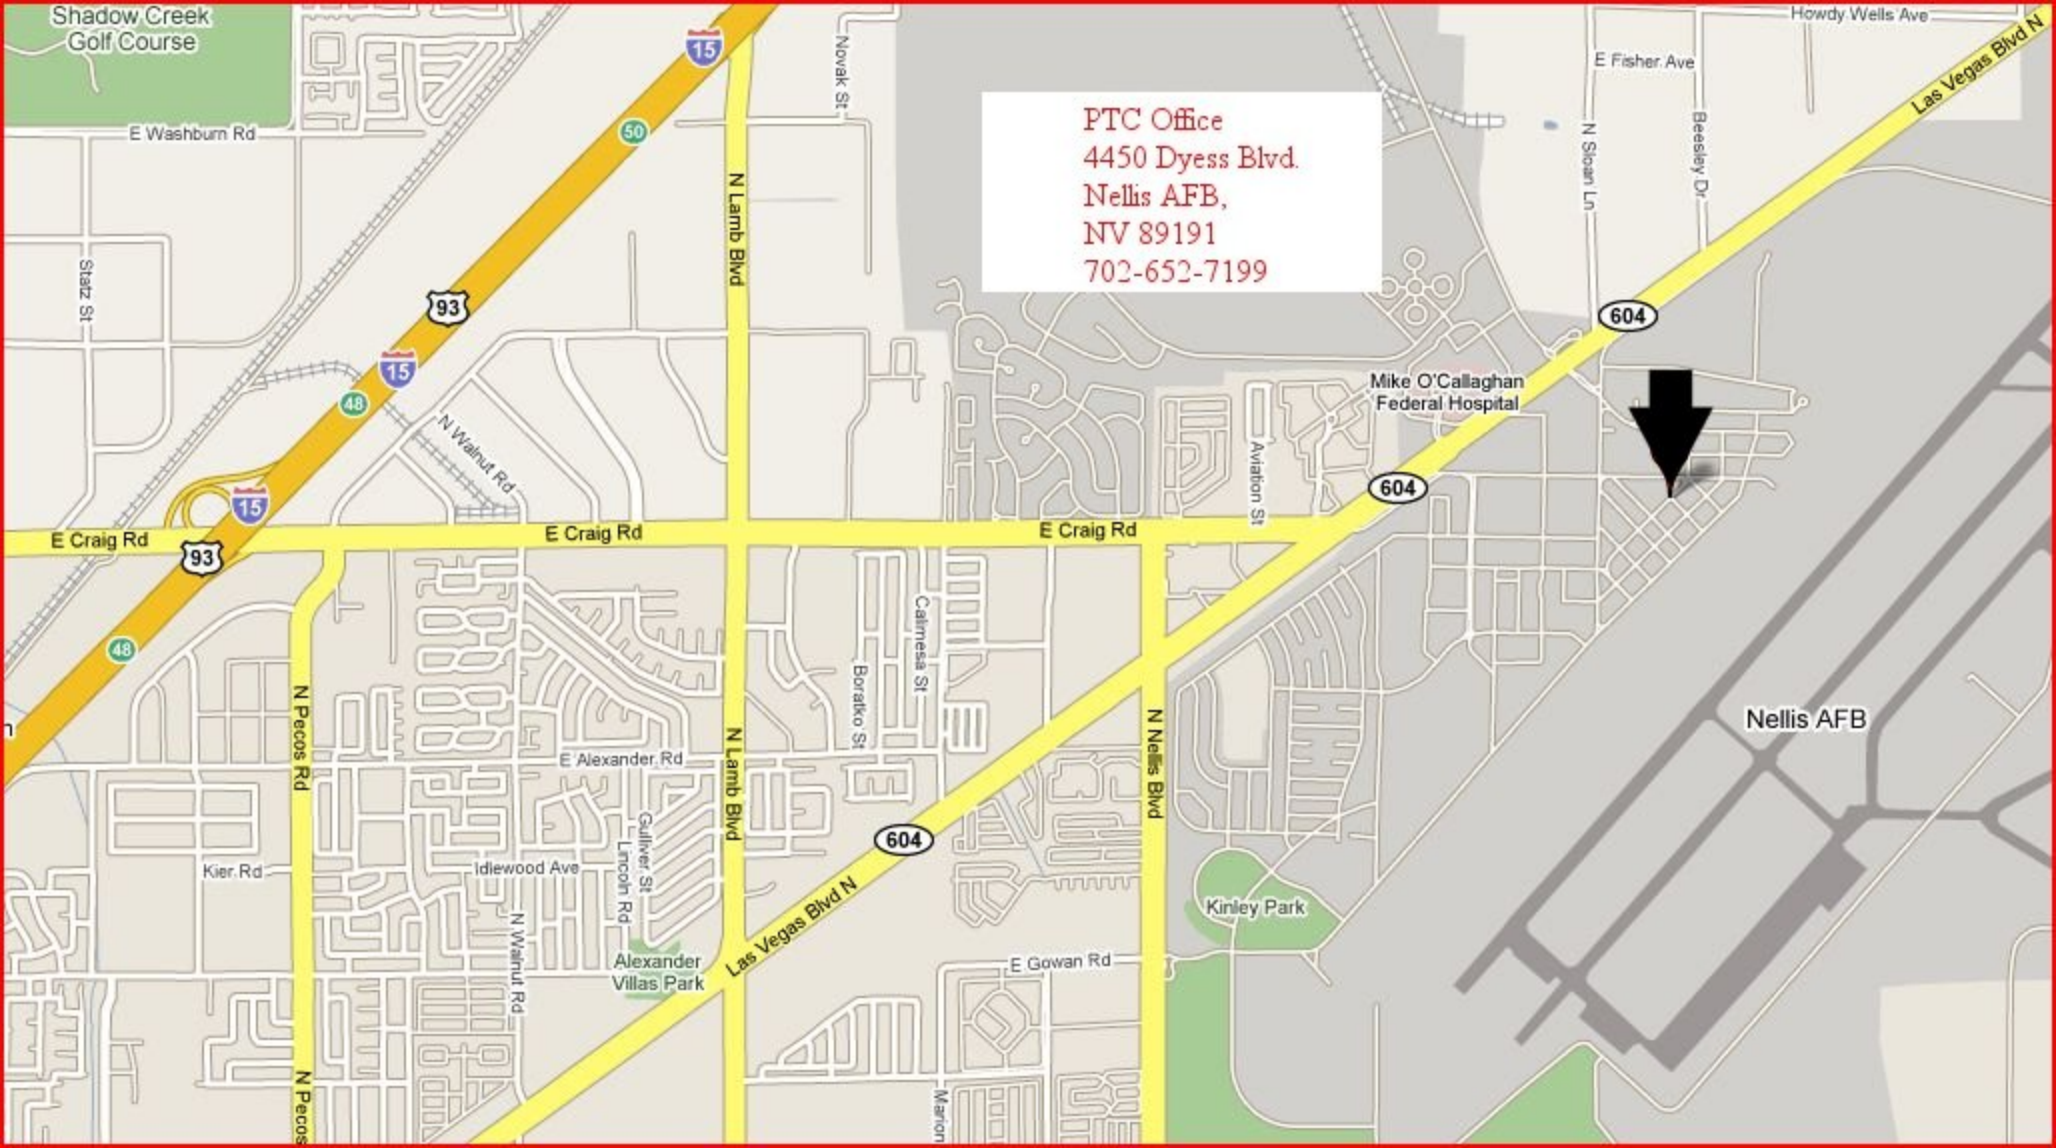 Shadow Creek
Golf Course
15
Novak St
Howdy Wells Ave
E Fisher Ave
Las Vegas Blvd N
E Washburn Rd
50
PTC Office
4450 Dyess Blvd.
Nellis AFB,
NV 89191
702-652-7199
N Sloan Ln
Beesley Dr
N Lamb Blvd
Statz St
93
604
15
48
Mike O'Callaghan
Federal Hospital
N Walnut Rd
Aviation St
604
15
E Craig Rd
93
E Craig Rd
E Craig Rd
48
Calimesa St
Boratko St
N Pecos Rd
n
N Lamb Blvd
N Nellis Blvd
Nellis AFB
E Alexander Rd
604
Gulliver St
Lincoln Rd
Kier Rd
Idlewood Ave
N Walnut Rd
Las Vegas Blvd N
Kinley Park
Alexander
Villas Park
E Gowan Rd
N Pecos
Marion